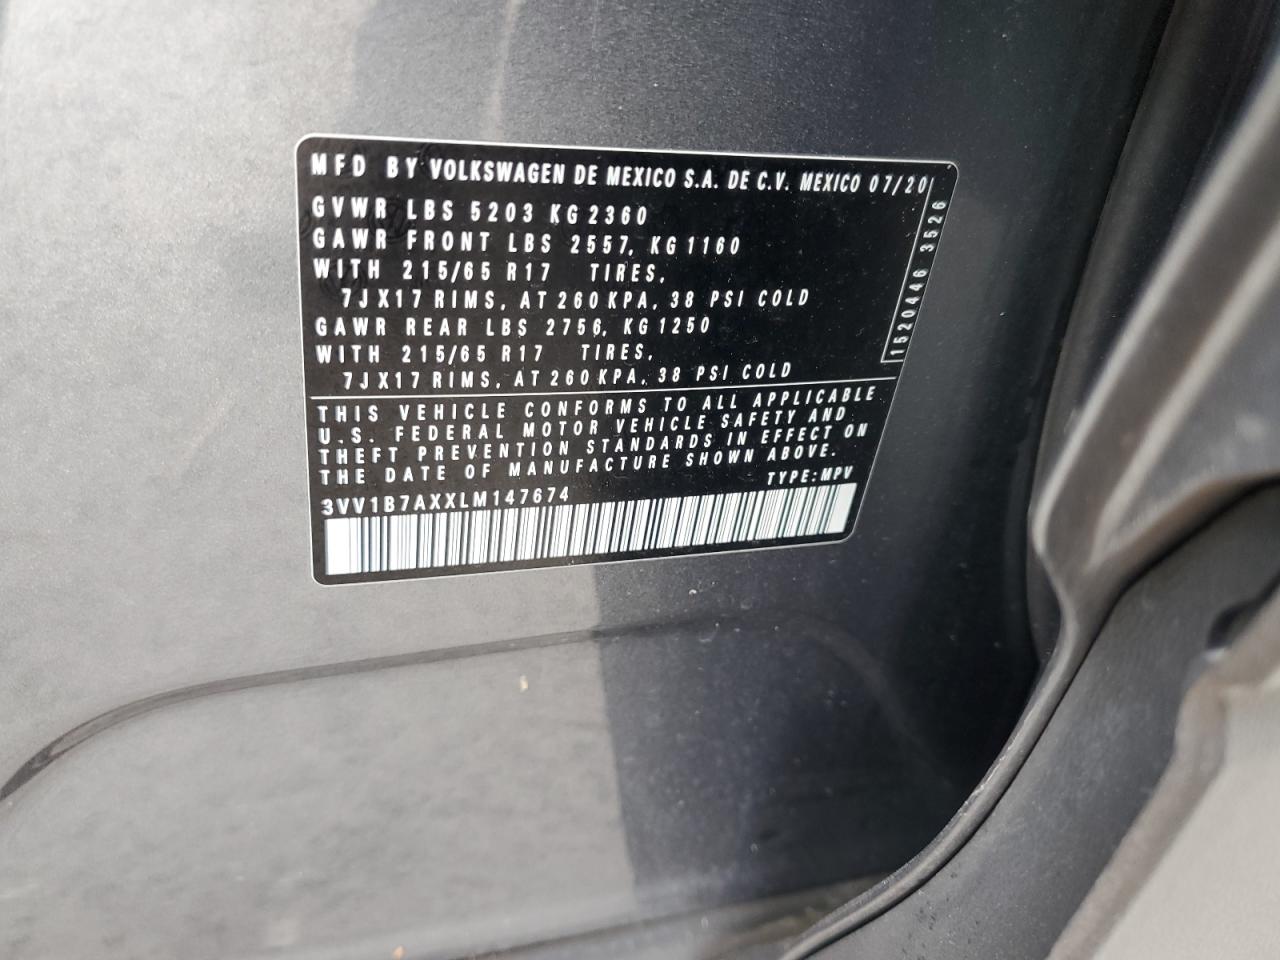 MFD BY VOLKSWAGEN DE MEXICO S.A. DE C.V. MEXICO 07/20
GVWR LBS 5203 KG 2360
GAWR FRONT LBS 2557, KG 1160
WITH 215/65 R17 TIRES,
7JX17 RIMS, AT 260 KPA, 38 PSI COLD
GAWR REAR LBS 2756, KG 1250
WITH 215/65 R17 TIRES,
7JX17 RIMS, AT 260 KPA, 38 PSI COLD
1520446 3526
THIS VEHICLE CONFORMS TO ALL APPLICABLE
U.S. FEDERAL MOTOR VEHICLE SAFETY AND
THEFT PREVENTION STANDARDS IN EFFECT ON
THE DATE OF MANUFACTURE SHOWN ABOVE.
TYPE: MPV
3VV1B7AXXLM147674